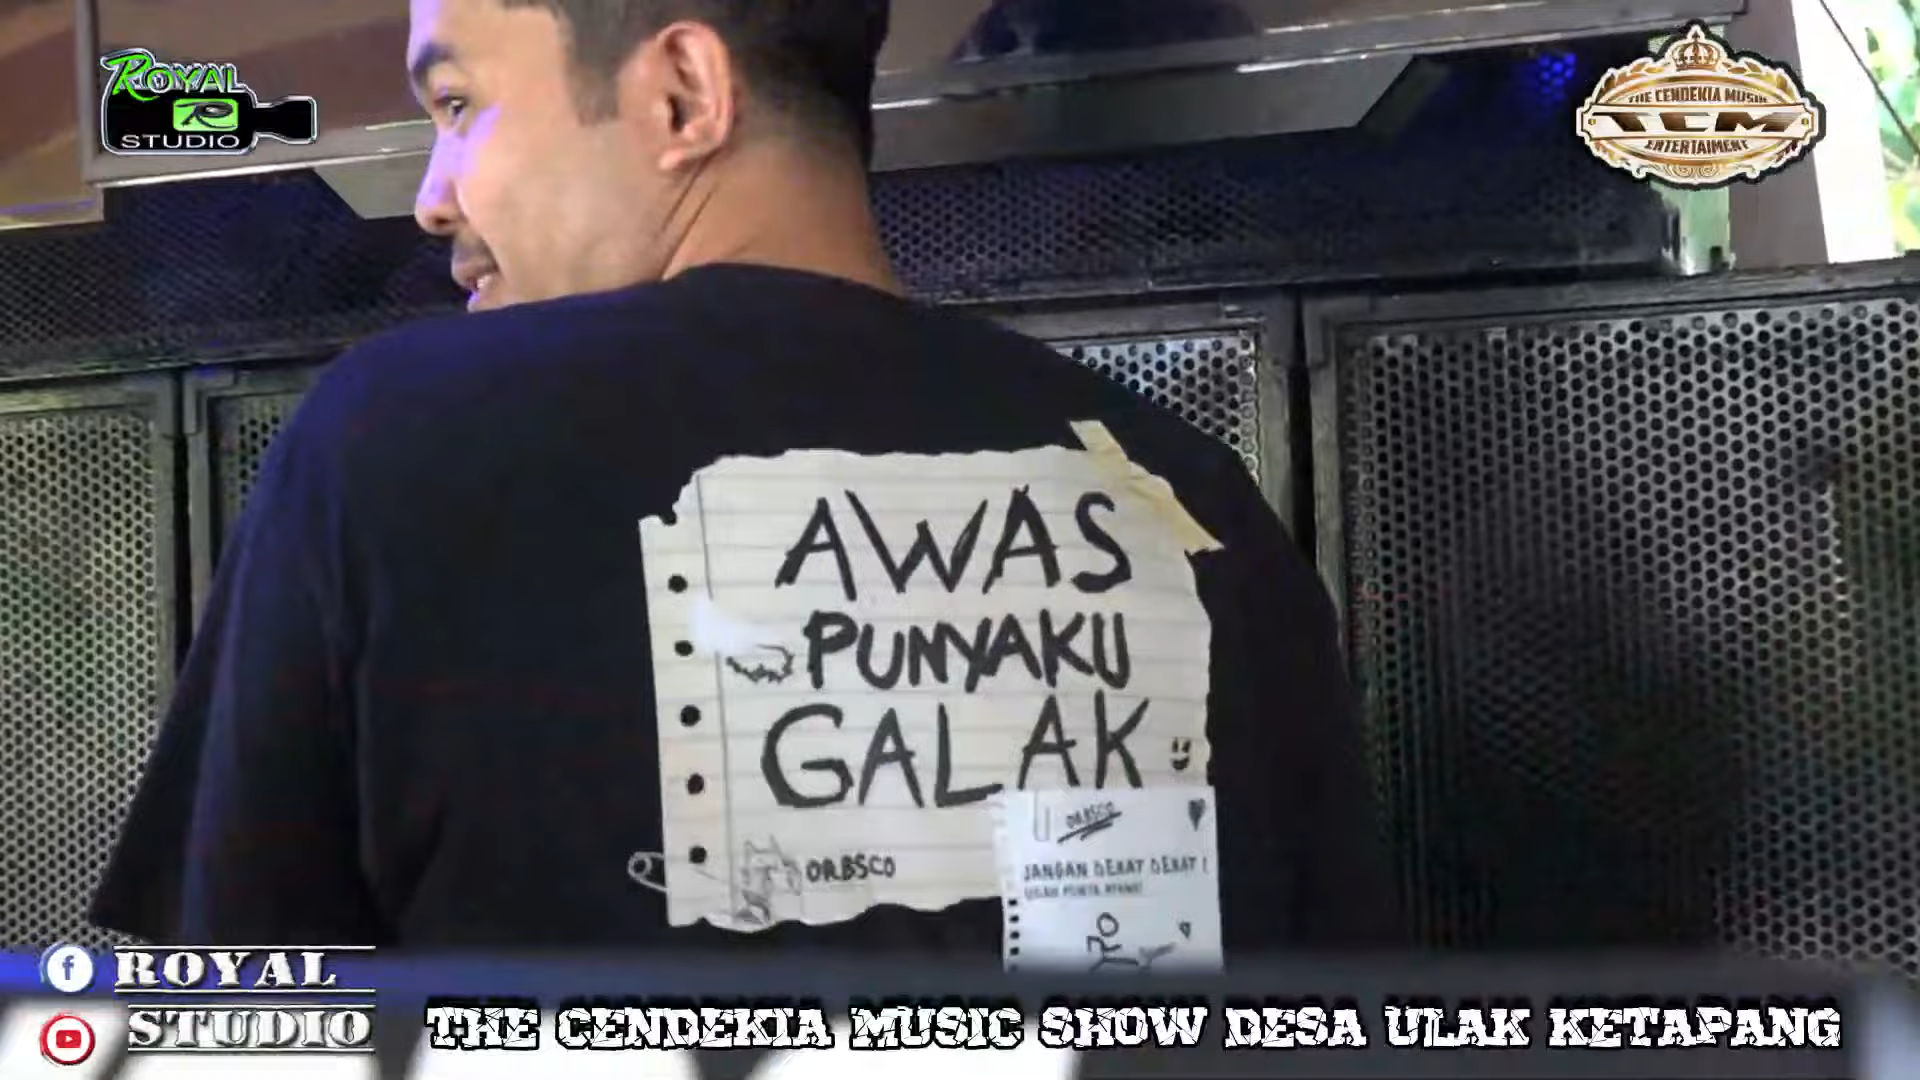 ROYAL
R
STUDIO
THE CENDEKIA MUSIK
TCM
ENTERTAIMENT
AWAS
PUNYAKU
GALAK
ORBSCO
ORBSCO
JANGAN DEKAT DEKAT !
ROYAL
STUDIO
THE CENDEKIA MUSIC SHOW DESA ULAK KETAPANG